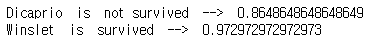 Dicaprio is not survived --> 0.8648648648648649
Winslet is survived --> 0.972972972972973